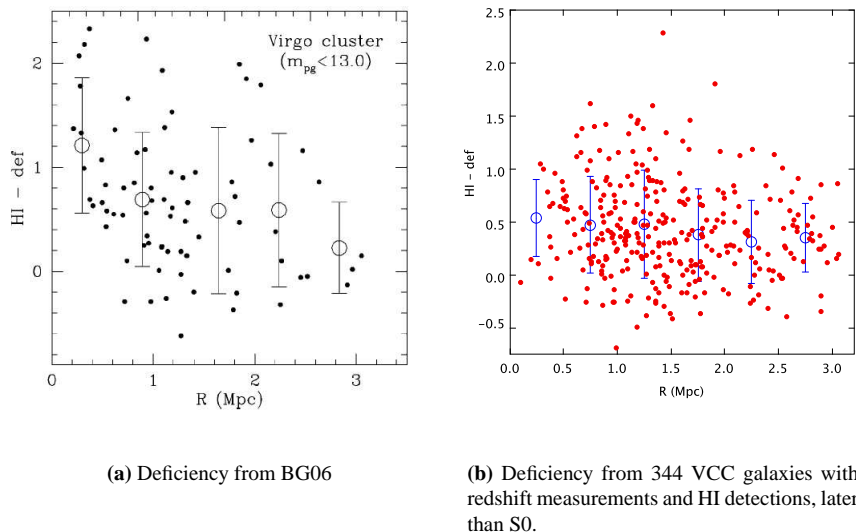 Virgo cluster
(m_pg<13.0)
2
1
0
HI - def
0
1
2
3
R (Mpc)
(a) Deficiency from BG06
2.5
2.0
1.5
1.0
0.5
0.0
-0.5
HI - def
0.0 0.5 1.0 1.5 2.0 2.5 3.0
R (Mpc)
(b) Deficiency from 344 VCC galaxies with
redshift measurements and HI detections, later
than S0.